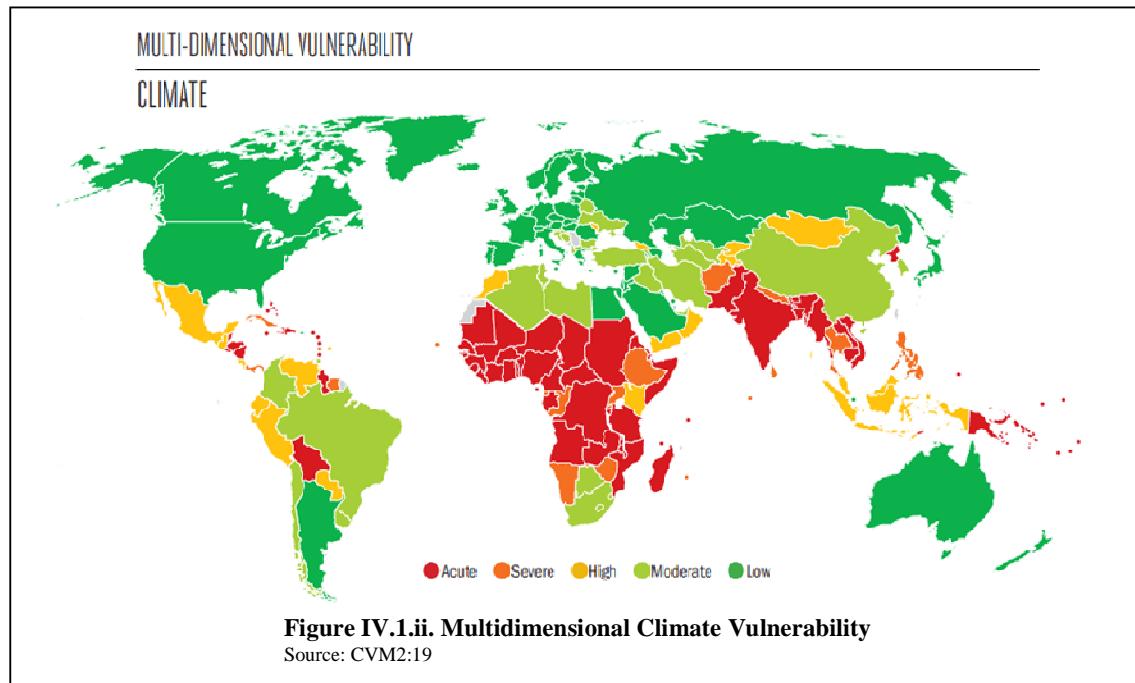 MULTI-DIMENSIONAL VULNERABILITY
CLIMATE
Acute Severe High Moderate Low
Figure IV.1.ii. Multidimensional Climate Vulnerability
Source: CVM2:19